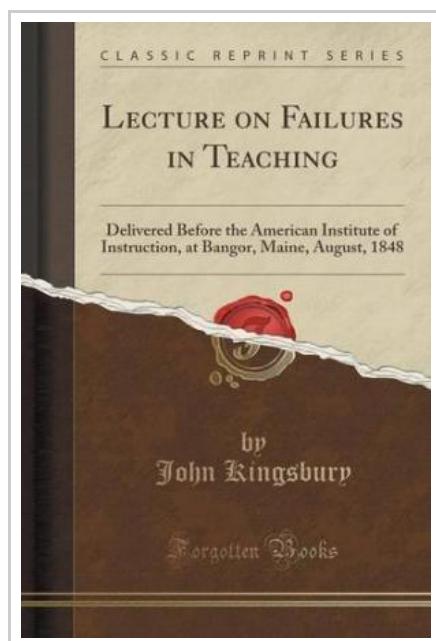 CLASSIC REPRINT SERIES
LECTURE ON FAILURES
IN TEACHING
Delivered Before the American Institute of
Instruction, at Bangor, Maine, August, 1848
by
John Kingsbury
Forgotten Books